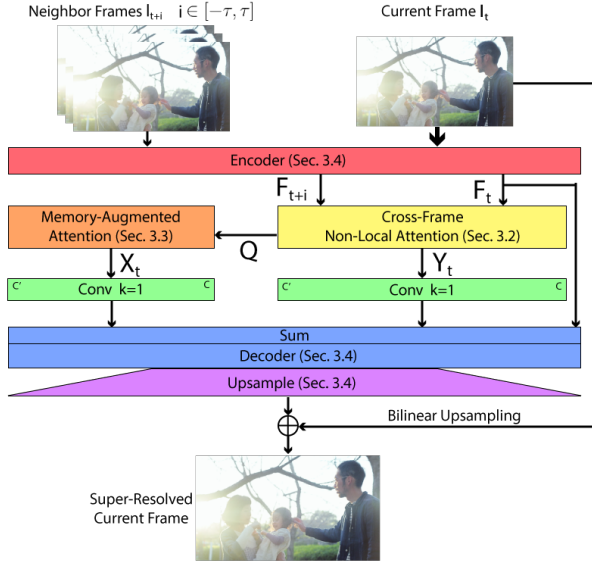 Neighbor Frames I_{t+i} i ∈ [−τ, τ]
Current Frame I_t
Encoder (Sec. 3.4)
F_{t+i}
F_t
Memory-Augmented
Attention (Sec. 3.3)
Q
Cross-Frame
Non-Local Attention (Sec. 3.2)
X_t
Y_t
C' Conv k=1 C
C' Conv k=1 C
Sum
Decoder (Sec. 3.4)
Upsample (Sec. 3.4)
Bilinear Upsampling
Super-Resolved
Current Frame